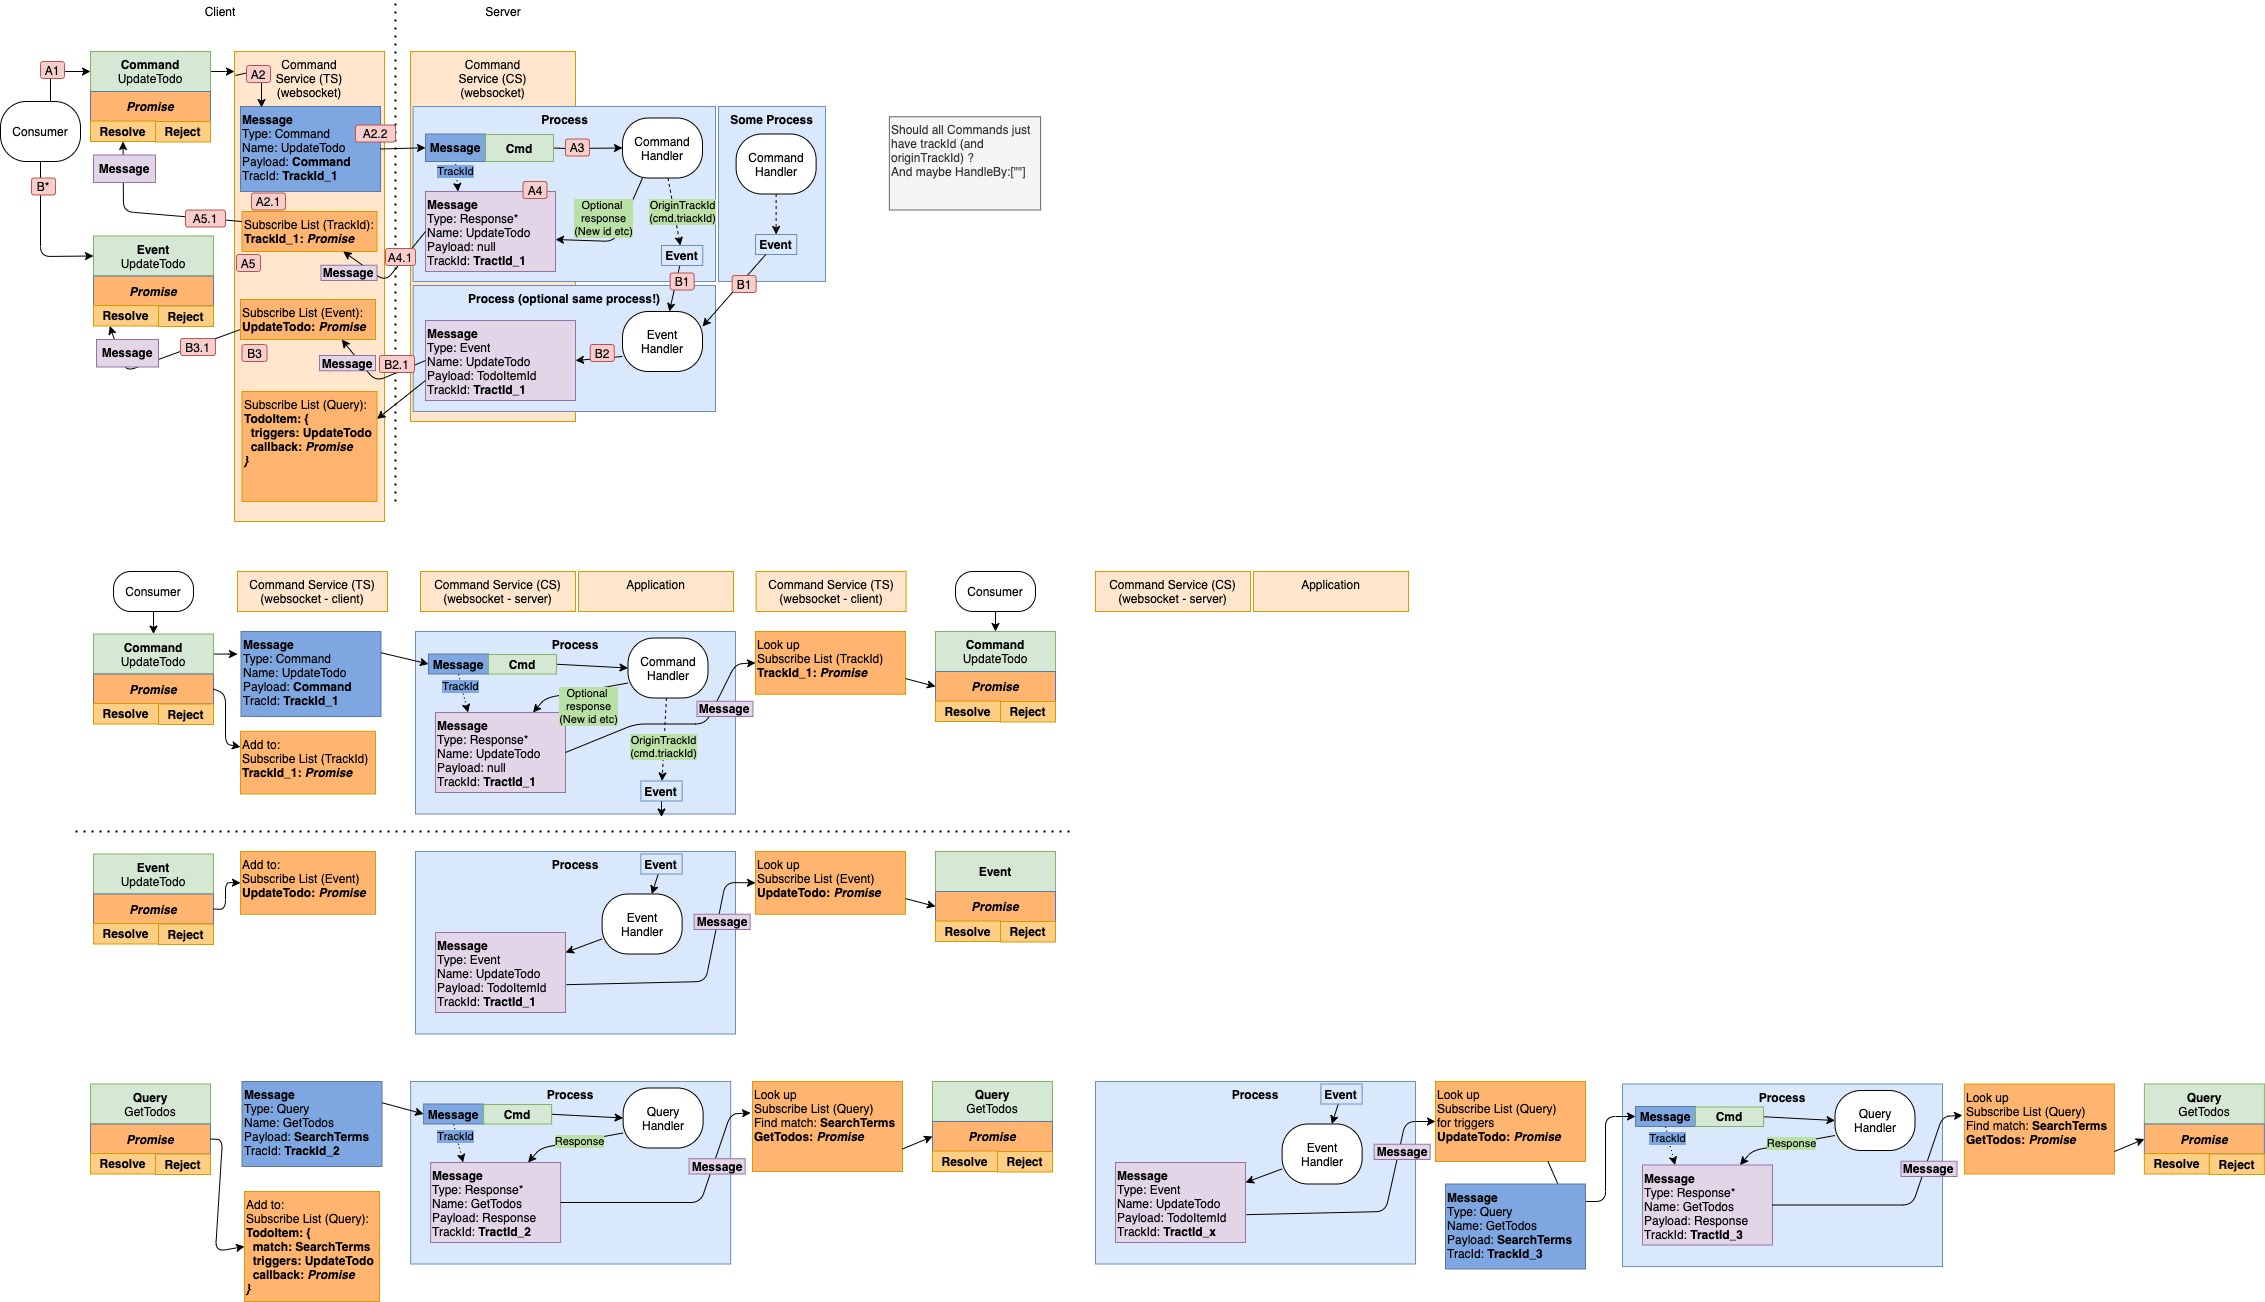 Client
Server
A1
Command
UpdateTodo
Promise
Resolve
Reject
Consumer
B*
Message
A5.1
Event
UpdateTodo
Promise
Resolve
Reject
Message
B3.1
A2
Command
Service (TS)
(websocket)
Message
Type: Command
Name: UpdateTodo
Payload: Command
TracId: TrackId_1
A2.2
A2.1
Subscribe List (TrackId):
TrackId_1: Promise
A5
Message
A4.1
Subscribe List (Event):
UpdateTodo: Promise
B3
Message
B2.1
Subscribe List (Query):
TodoItem: {
triggers: UpdateTodo
callback: Promise
}
Command
Service (CS)
(websocket)
Process
Message
Cmd
A3
Command
Handler
TrackId
A4
Message
Type: Response*
Name: UpdateTodo
Payload: null
TrackId: TractId_1
Optional
response
(New id etc)
OriginTrackId
(cmd.triackId)
Event
B1
Some Process
Command
Handler
Event
B1
Process (optional same process!)
Message
Type: Event
Name: UpdateTodo
Payload: TodoItemId
TrackId: TractId_1
B2
Event
Handler
Should all Commands just
have trackId (and
originTrackId) ?
And maybe HandleBy:[""]
Consumer
Command Service (TS)
(websocket - client)
Command Service (CS)
(websocket - server)
Application
Command Service (TS)
(websocket - client)
Consumer
Command Service (CS)
(websocket - server)
Application
Command
UpdateTodo
Promise
Resolve
Reject
Message
Type: Command
Name: UpdateTodo
Payload: Command
TracId: TrackId_1
Add to:
Subscribe List (TrackId)
TrackId_1: Promise
Process
Message
Cmd
Command
Handler
TrackId
Optional
response
(New id etc)
Message
Type: Response*
Name: UpdateTodo
Payload: null
TrackId: TractId_1
OriginTrackId
(cmd.triackId)
Event
Message
Look up
Subscribe List (TrackId)
TrackId_1: Promise
Command
UpdateTodo
Promise
Resolve
Reject
Event
UpdateTodo
Promise
Resolve
Reject
Add to:
Subscribe List (Event)
UpdateTodo: Promise
Process
Event
Event
Handler
Message
Type: Event
Name: UpdateTodo
Payload: TodoItemId
TrackId: TractId_1
Message
Look up
Subscribe List (Event)
UpdateTodo: Promise
Event
Promise
Resolve
Reject
Query
GetTodos
Promise
Resolve
Reject
Message
Type: Query
Name: GetTodos
Payload: SearchTerms
TracId: TrackId_2
Add to:
Subscribe List (Query):
TodoItem: {
match: SearchTerms
triggers: UpdateTodo
callback: Promise
}
Process
Message
Cmd
Query
Handler
TrackId
Response
Message
Type: Response*
Name: GetTodos
Payload: Response
TrackId: TractId_2
Message
Look up
Subscribe List (Query)
Find match: SearchTerms
GetTodos: Promise
Query
GetTodos
Promise
Resolve
Reject
Process
Event
Event
Handler
Message
Type: Event
Name: UpdateTodo
Payload: TodoItemId
TrackId: TractId_x
Message
Look up
Subscribe List (Query)
for triggers
UpdateTodo: Promise
Message
Type: Query
Name: GetTodos
Payload: SearchTerms
TracId: TrackId_3
Process
Message
Cmd
Query
Handler
TrackId
Response
Message
Type: Response*
Name: GetTodos
Payload: Response
TrackId: TractId_3
Message
Look up
Subscribe List (Query)
Find match: SearchTerms
GetTodos: Promise
Query
GetTodos
Promise
Resolve
Reject